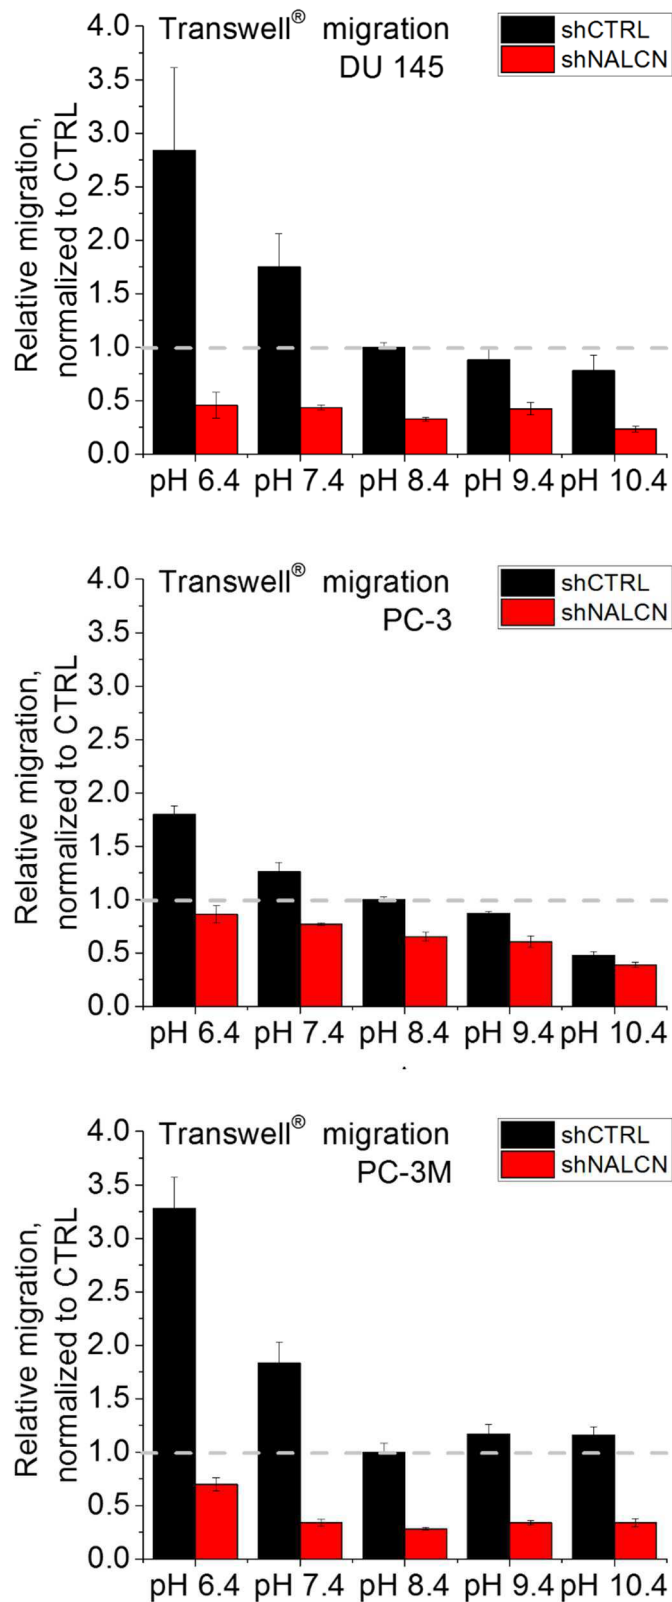 Transwell® migration
DU 145
shCTRL
shNALCN
Relative migration,
normalized to CTRL
4.0
3.5
3.0
2.5
2.0
1.5
1.0
0.5
0.0
pH 6.4 pH 7.4 pH 8.4 pH 9.4 pH 10.4
Transwell® migration
PC-3
shCTRL
shNALCN
Relative migration,
normalized to CTRL
4.0
3.5
3.0
2.5
2.0
1.5
1.0
0.5
0.0
pH 6.4 pH 7.4 pH 8.4 pH 9.4 pH 10.4
Transwell® migration
PC-3M
shCTRL
shNALCN
Relative migration,
normalized to CTRL
4.0
3.5
3.0
2.5
2.0
1.5
1.0
0.5
0.0
pH 6.4 pH 7.4 pH 8.4 pH 9.4 pH 10.4